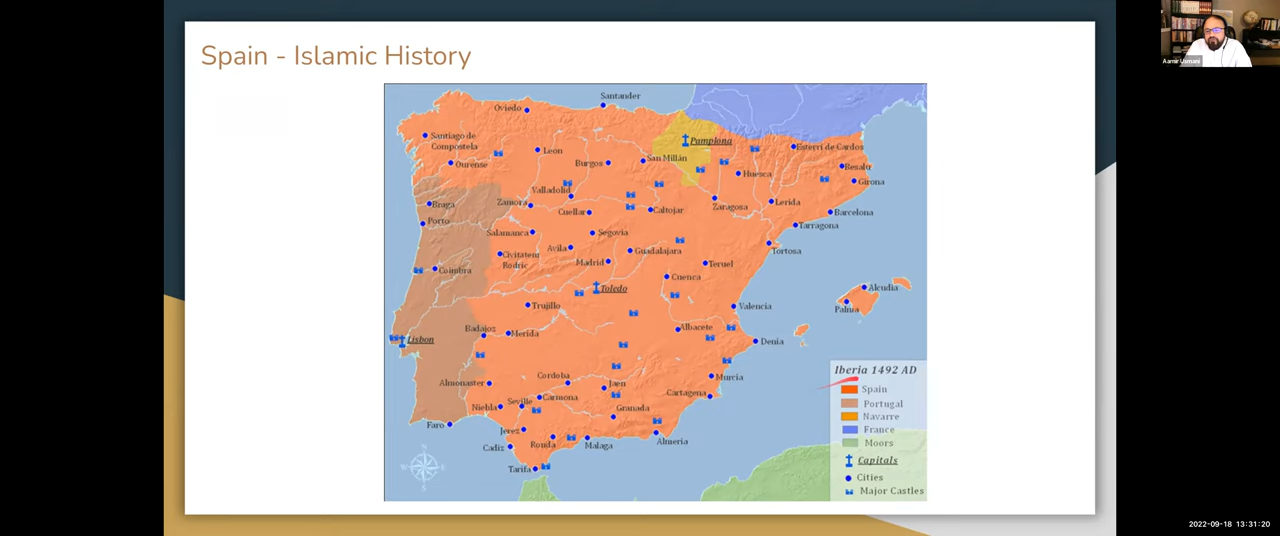 Spain - Islamic History
Aamir Usmani
Santander
Oviedo
Santiago de
Compostela
Leon
Pamplona
Esterri de Cardos
Ourense
Burgos
San Millán
Huesca
Besalu
Girona
Valladolid
Braga
Zamora
Cuellar
Caltojar
Zaragosa
Lerida
Barcelona
Porto
Tarragona
Salamanca
Segovia
Avila
Guadalajara
Tortosa
Civitatem
Rodric
Madrid
Teruel
Coimbra
Cuenca
Toledo
Alcudia
Trujillo
Valencia
Palma
Badajoz
Merida
Albacete
Lisbon
Denia
Iberia 1492 AD
Cordoba
Murcia
Almonaster
Jaen
Spain
Seville
Carmona
Cartagena
Portugal
Niebla
Granada
Navarre
Faro
Jerez
France
Cadiz
Ronda
Malaga
Almeria
Moors
Capitals
Tarifa
Cities
Major Castles
N
W
E
S
2022-09-18 13:31:20